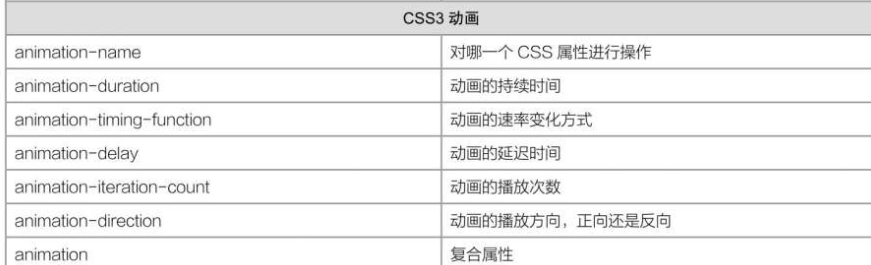 CSS3 动画
animation-name 对哪一个 CSS 属性进行操作
animation-duration 动画的持续时间
animation-timing-function 动画的速率变化方式
animation-delay 动画的延迟时间
animation-iteration-count 动画的播放次数
animation-direction 动画的播放方向，正向还是反向
animation 复合属性